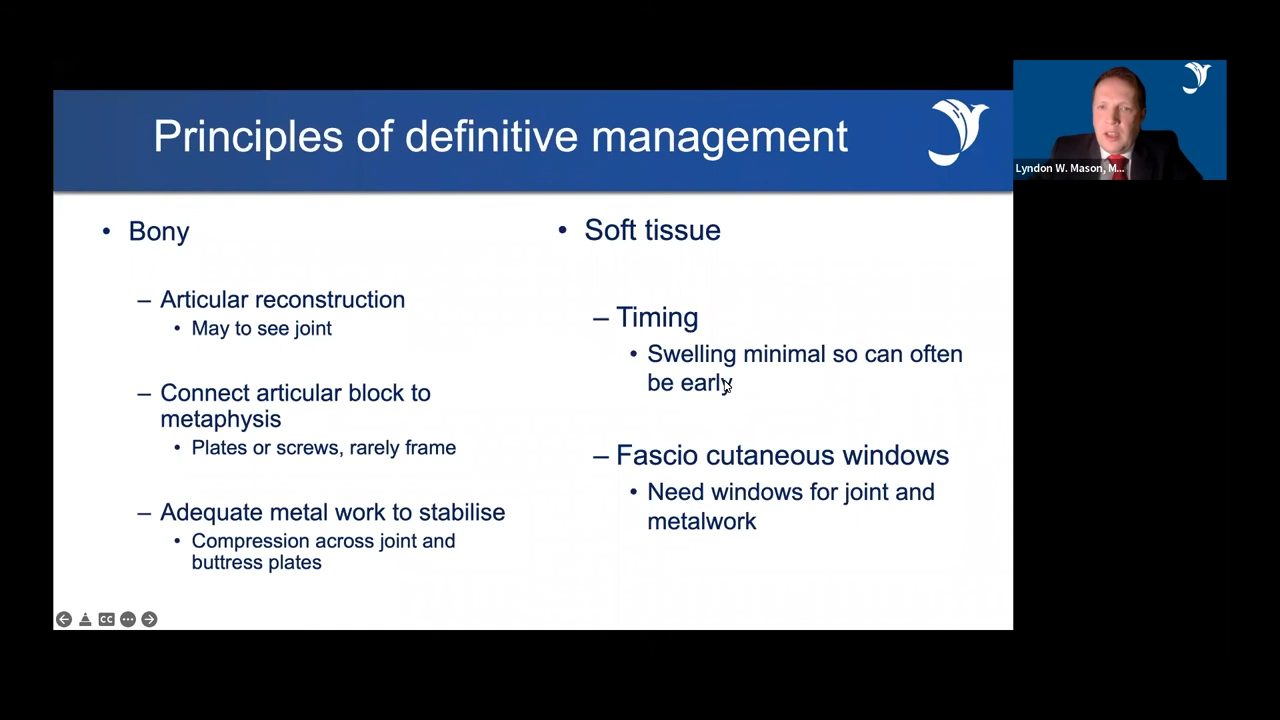 Principles of definitive management
Lyndon W. Mason, M...
• Bony
– Articular reconstruction
• May to see joint
– Connect articular block to
metaphysis
• Plates or screws, rarely frame
– Adequate metal work to stabilise
• Compression across joint and
buttress plates
• Soft tissue
– Timing
• Swelling minimal so can often
be early
– Fascio cutaneous windows
• Need windows for joint and
metalwork
CC